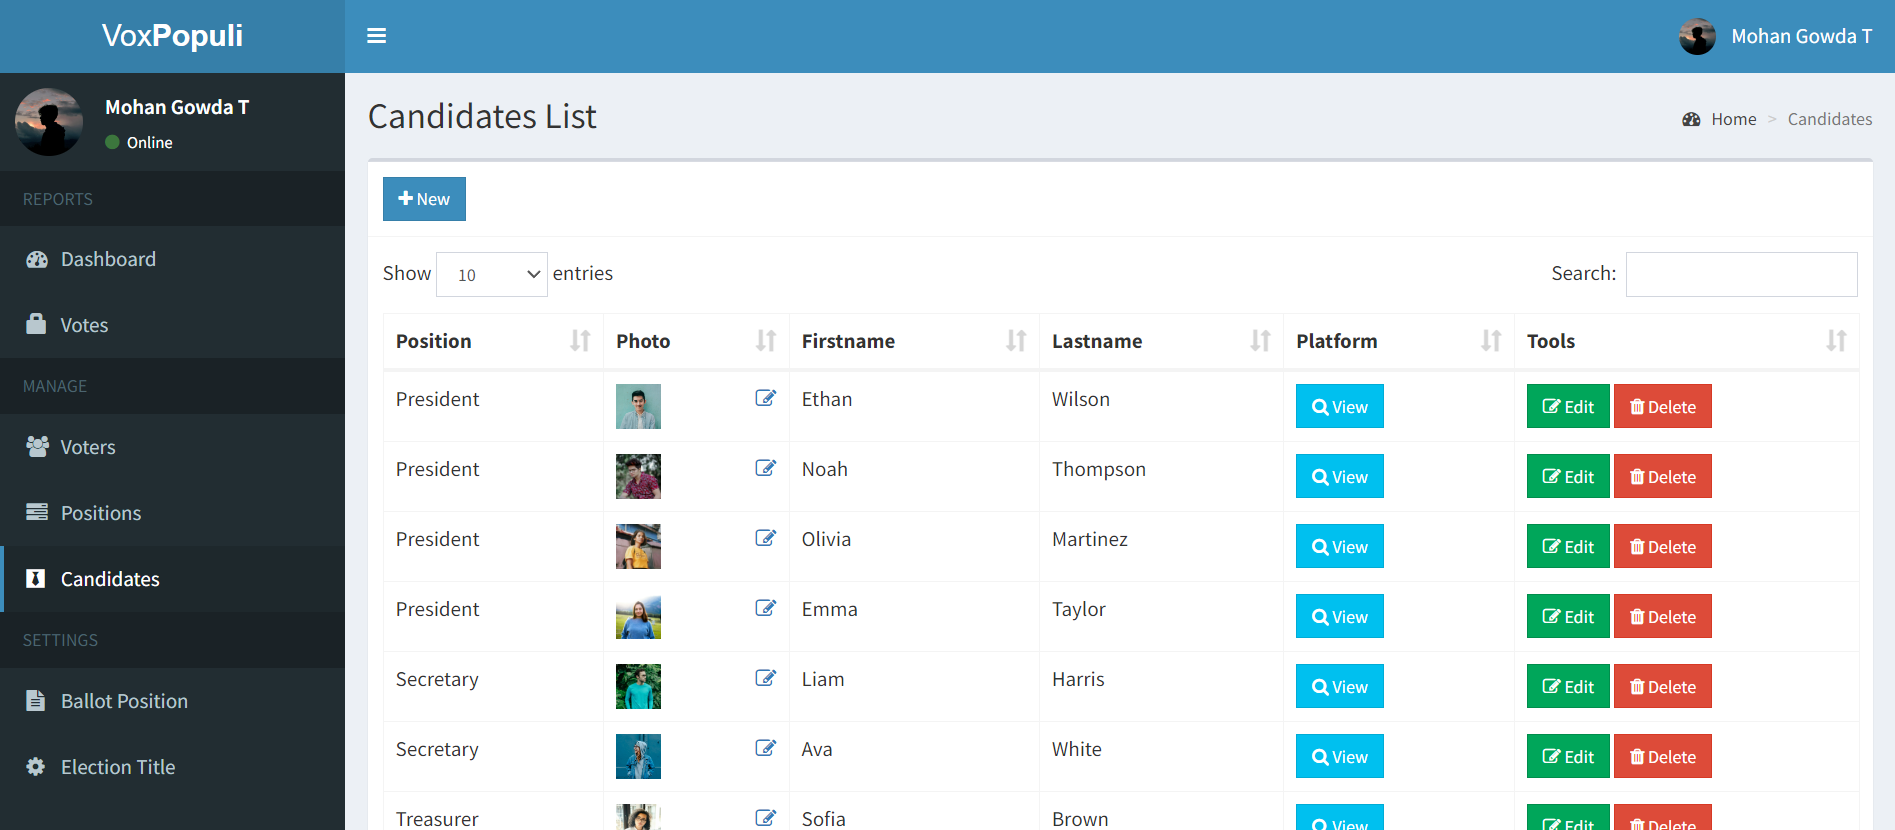 VoxPopuli
Mohan Gowda T
Mohan Gowda T
Online
REPORTS
Dashboard
Votes
MANAGE
Voters
Positions
Candidates
SETTINGS
Ballot Position
Election Title
Candidates List
Home > Candidates
New
Show 10 entries
Search:
Position Photo Firstname Lastname Platform Tools
President Ethan Wilson View Edit Delete
President Noah Thompson View Edit Delete
President Olivia Martinez View Edit Delete
President Emma Taylor View Edit Delete
Secretary Liam Harris View Edit Delete
Secretary Ava White View Edit Delete
Treasurer Sofia Brown View Edit Delete